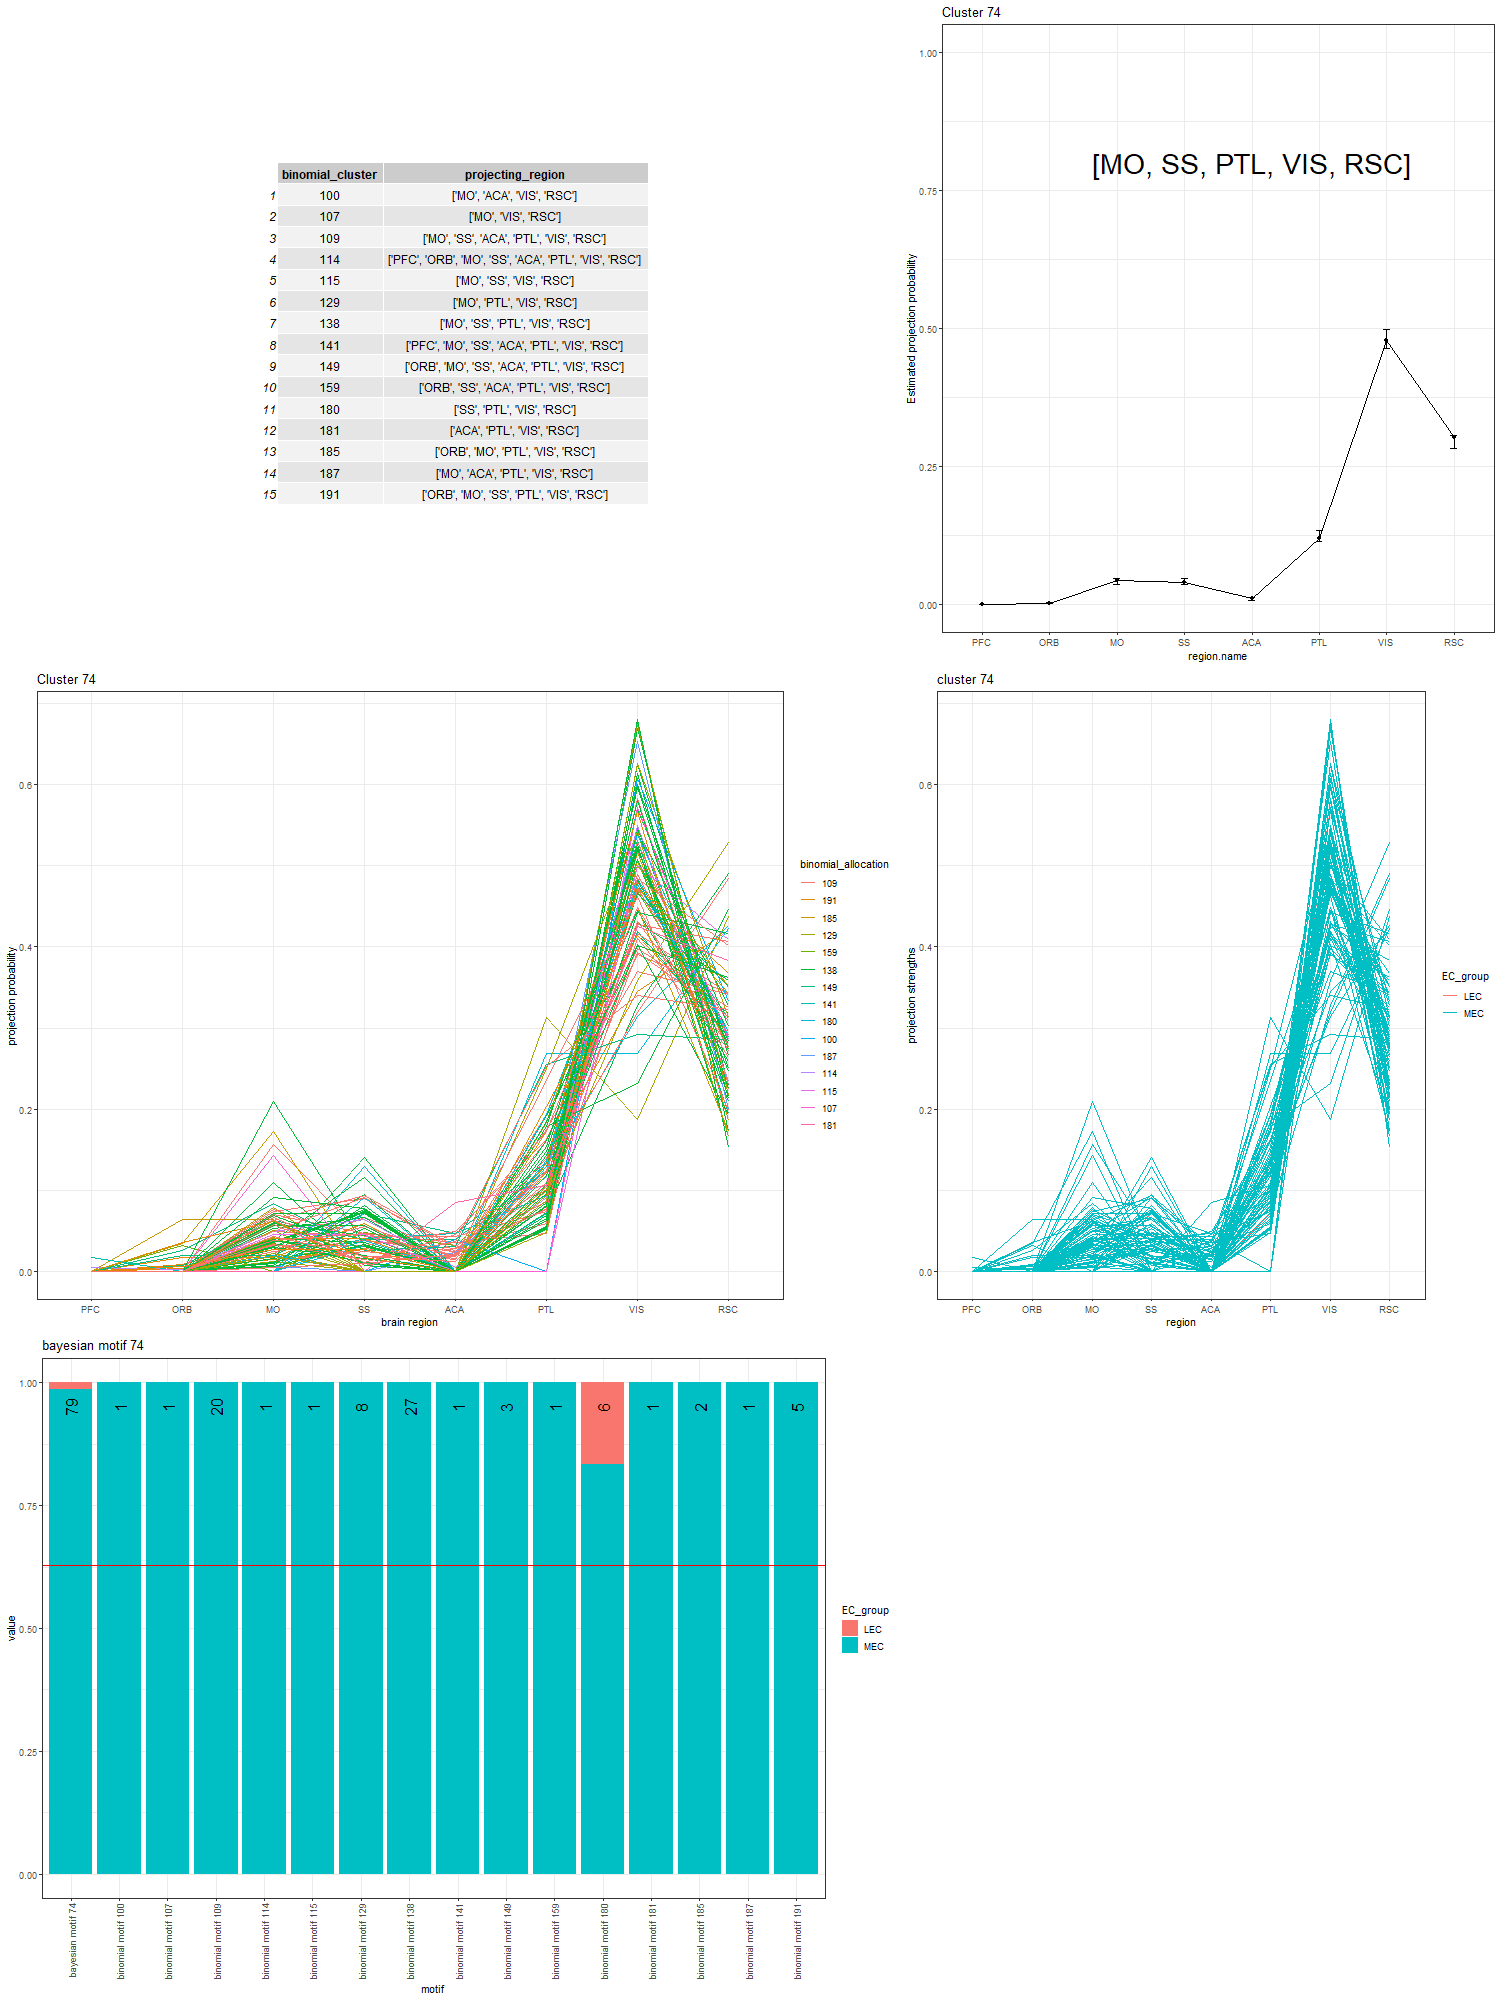 binomial_cluster projecting_region
1 100 ['MO', 'ACA', 'VIS', 'RSC']
2 107 ['MO', 'VIS', 'RSC']
3 109 ['MO', 'SS', 'ACA', 'PTL', 'VIS', 'RSC']
4 114 ['PFC', 'ORB', 'MO', 'SS', 'ACA', 'PTL', 'VIS', 'RSC']
5 115 ['MO', 'SS', 'VIS', 'RSC']
6 129 ['MO', 'PTL', 'VIS', 'RSC']
7 138 ['MO', 'SS', 'PTL', 'VIS', 'RSC']
8 141 ['PFC', 'MO', 'SS', 'ACA', 'PTL', 'VIS', 'RSC']
9 149 ['ORB', 'MO', 'SS', 'ACA', 'PTL', 'VIS', 'RSC']
10 159 ['ORB', 'SS', 'ACA', 'PTL', 'VIS', 'RSC']
11 180 ['SS', 'PTL', 'VIS', 'RSC']
12 181 ['ACA', 'PTL', 'VIS', 'RSC']
13 185 ['ORB', 'MO', 'PTL', 'VIS', 'RSC']
14 187 ['MO', 'ACA', 'PTL', 'VIS', 'RSC']
15 191 ['ORB', 'MO', 'SS', 'PTL', 'VIS', 'RSC']
Cluster 74
[MO, SS, PTL, VIS, RSC]
Estimated projection probability
1.00
0.75
0.50
0.25
0.00
PFC ORB MO SS ACA PTL VIS RSC
region.name
Cluster 74
projection probability
0.6
0.4
0.2
0.0
PFC ORB MO SS ACA PTL VIS RSC
brain region
binomial_allocation
109
191
185
129
159
138
149
141
180
100
187
114
115
107
181
cluster 74
projection strengths
0.6
0.4
0.2
0.0
PFC ORB MO SS ACA PTL VIS RSC
region
EC_group
LEC
MEC
bayesian motif 74
value
1.00
0.75
0.50
0.25
0.00
79 1 1 20 1 1 8 27 1 3 1 6 1 2 1 5
bayesian motif 74
binomial motif 100
binomial motif 107
binomial motif 109
binomial motif 114
binomial motif 115
binomial motif 129
binomial motif 138
binomial motif 141
binomial motif 149
binomial motif 159
binomial motif 180
binomial motif 181
binomial motif 185
binomial motif 187
binomial motif 191
motif
EC_group
LEC
MEC